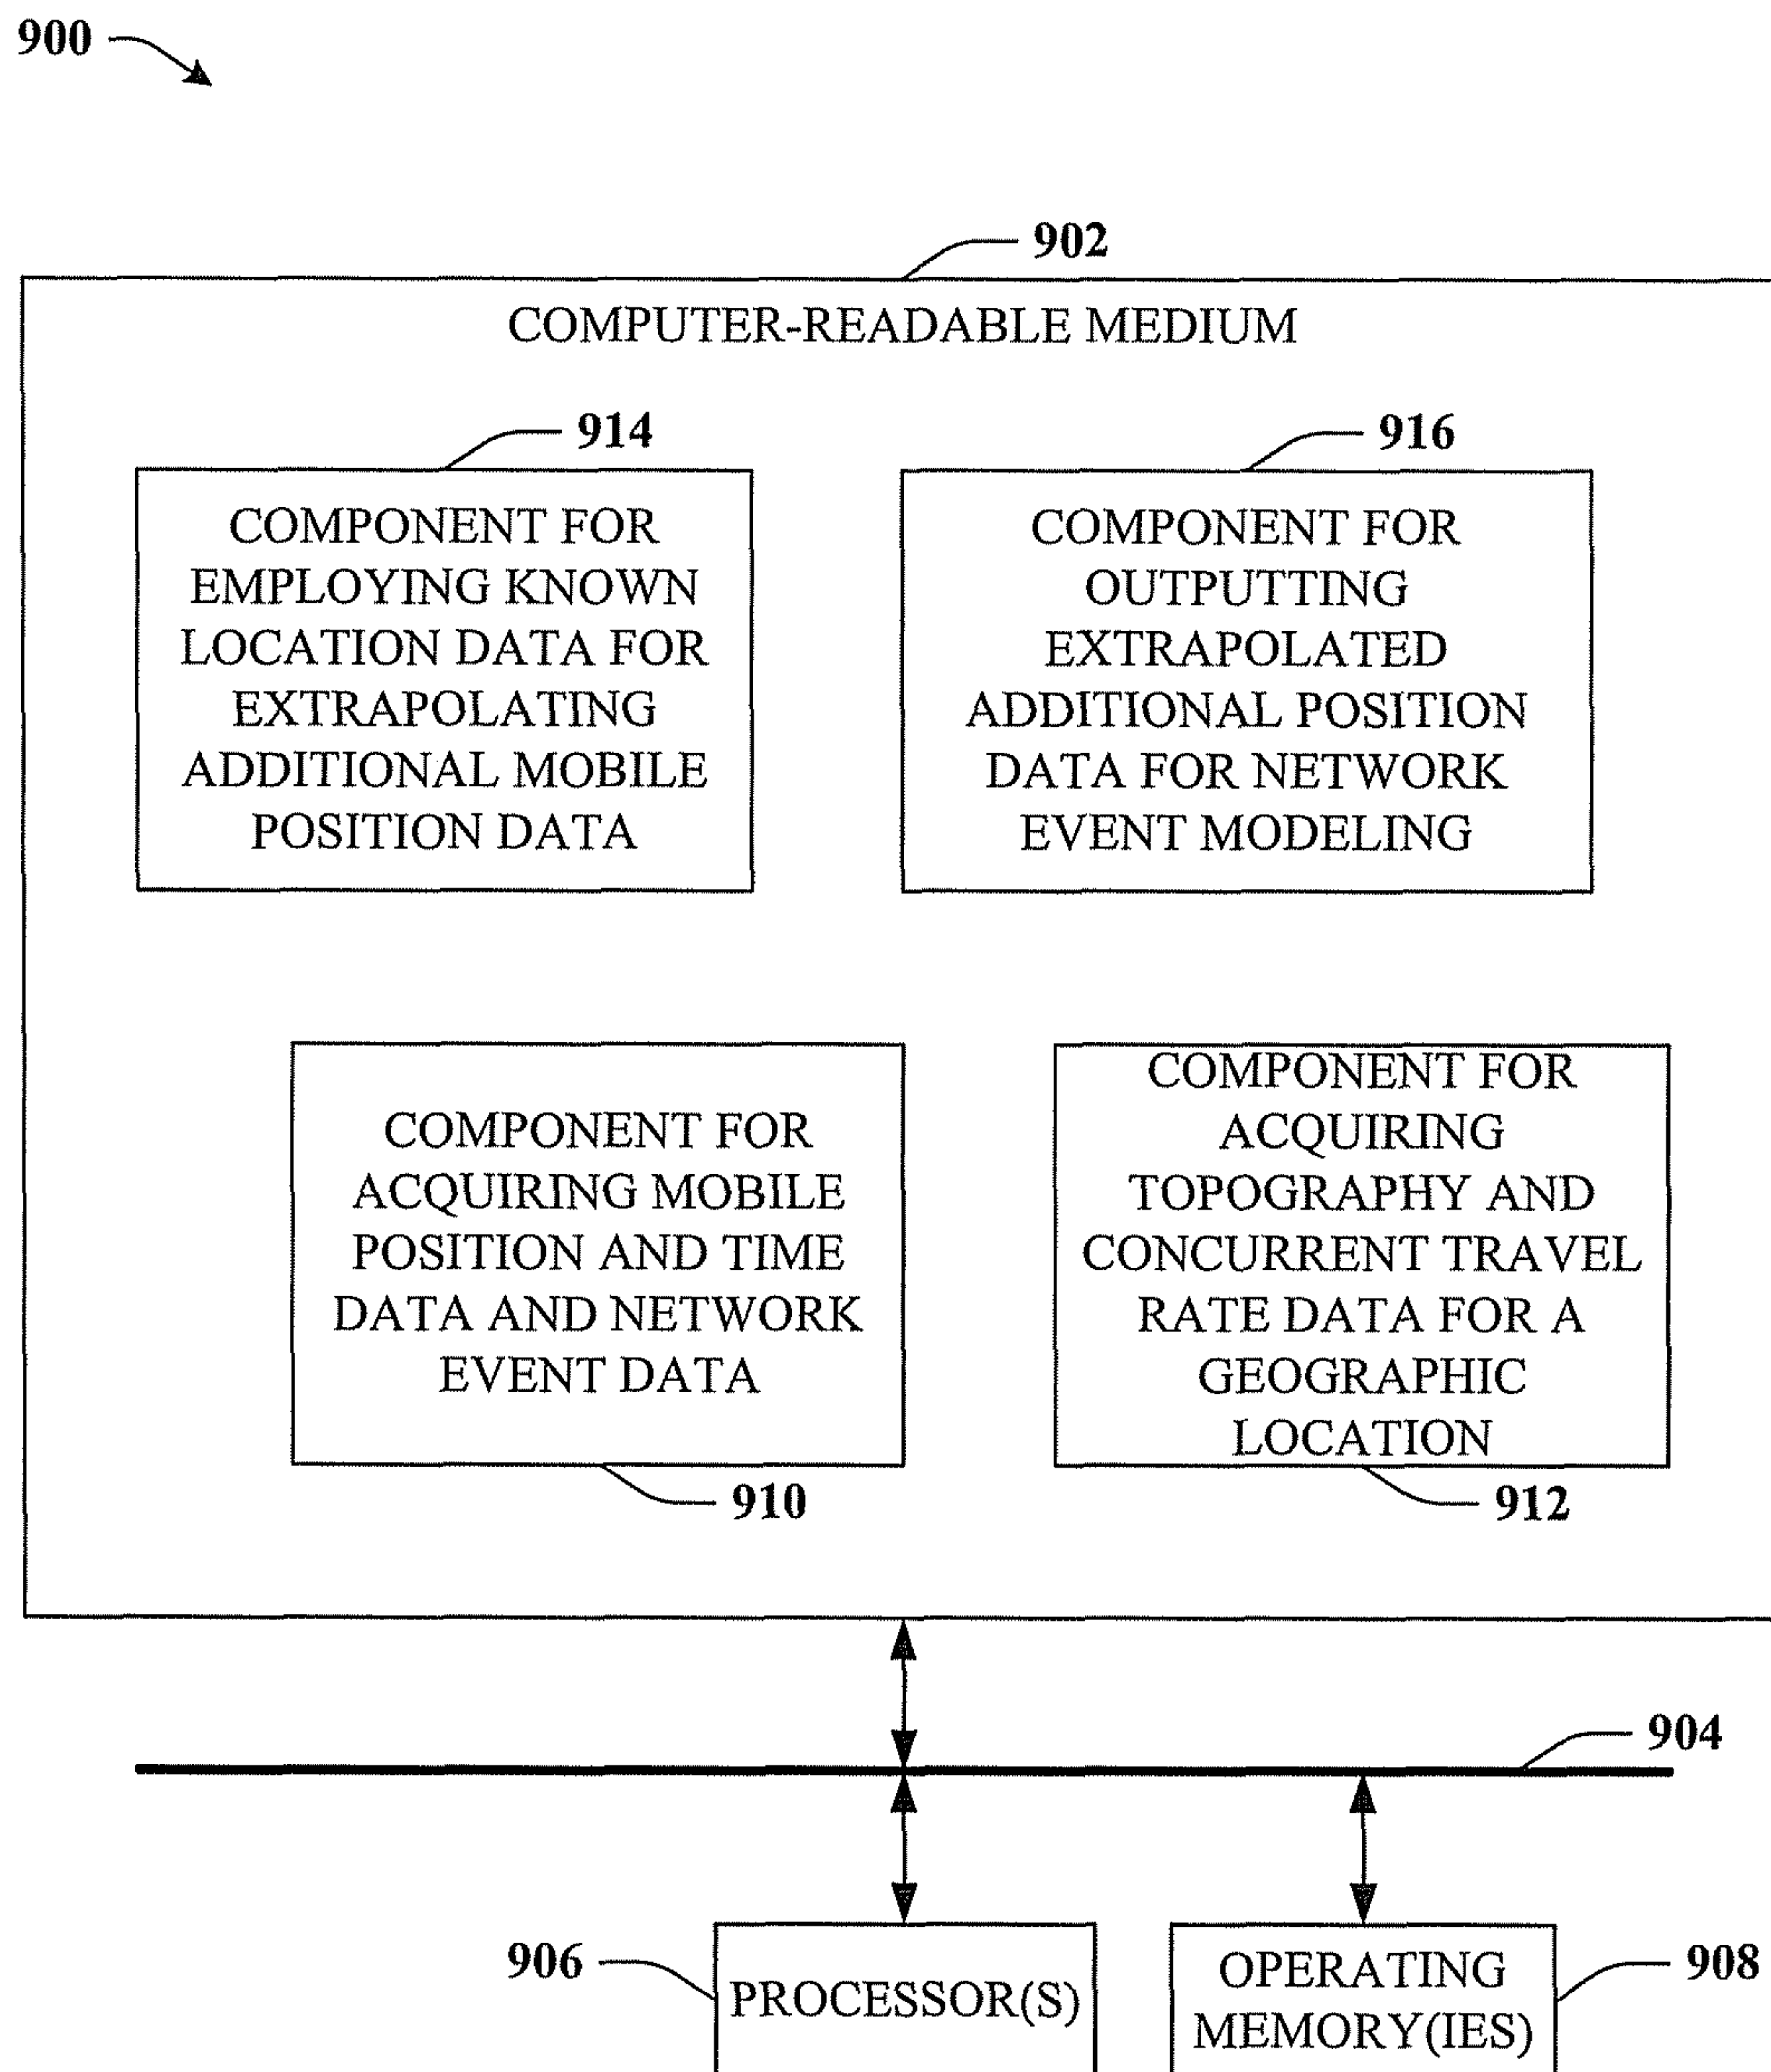 900
902
COMPUTER-READABLE MEDIUM
914
COMPONENT FOR
EMPLOYING KNOWN
LOCATION DATA FOR
EXTRAPOLATING
ADDITIONAL MOBILE
POSITION DATA
916
COMPONENT FOR
OUTPUTTING
EXTRAPOLATED
ADDITIONAL POSITION
DATA FOR NETWORK
EVENT MODELING
COMPONENT FOR
ACQUIRING MOBILE
POSITION AND TIME
DATA AND NETWORK
EVENT DATA
910
COMPONENT FOR
ACQUIRING
TOPOGRAPHY AND
CONCURRENT TRAVEL
RATE DATA FOR A
GEOGRAPHIC
LOCATION
912
904
906
PROCESSOR(S)
OPERATING
MEMORY(IES)
908